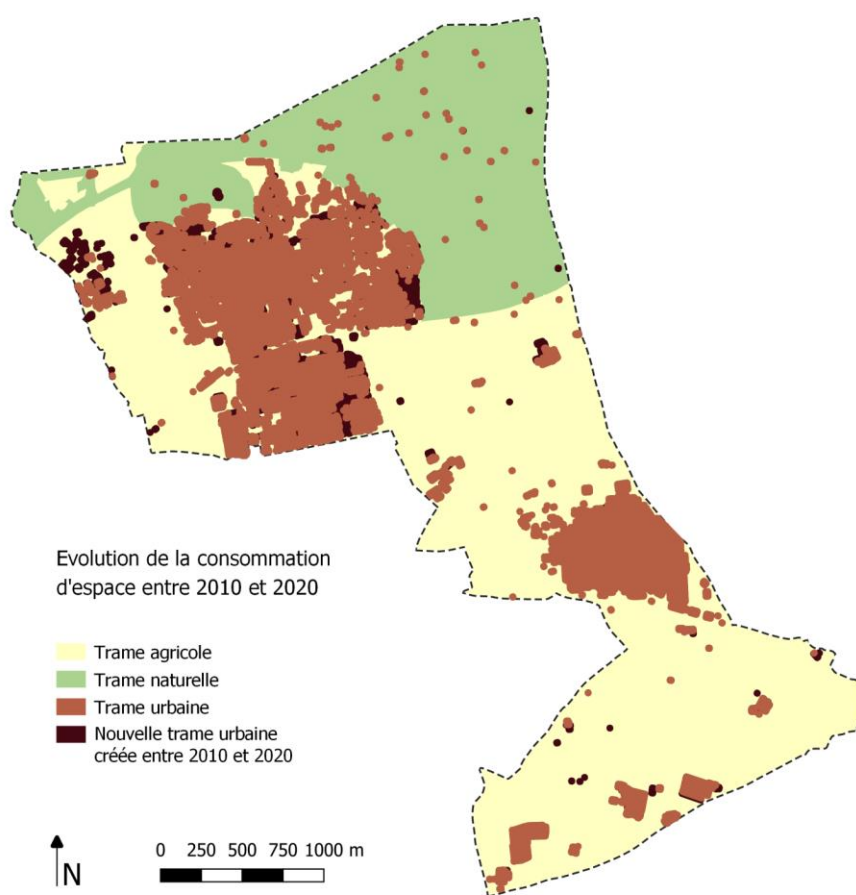 Evolution de la consommation
d'espace entre 2010 et 2020
Trame agricole
Trame naturelle
Trame urbaine
Nouvelle trame urbaine
créée entre 2010 et 2020
N
0 250 500 750 1000 m